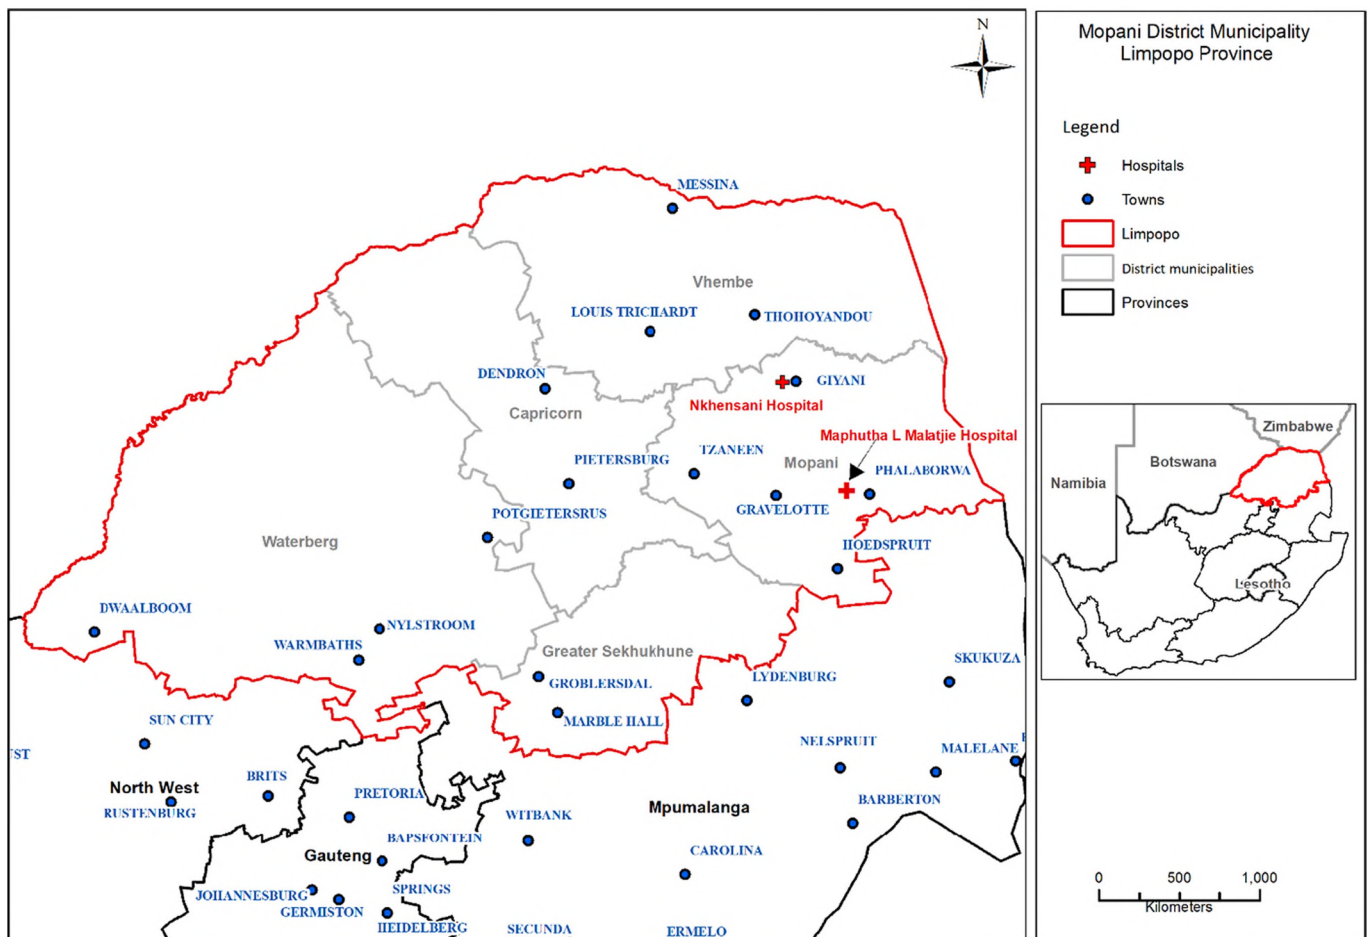 N
MESSINA
Vhembe
LOUIS TRICHARDT
THOHOYANDOU
DENDRON
GIYANI
Capricorn
Nkhensani Hospital
Maphutha L Malatjie Hospital
TZANEEN
PIETERSBURG
Mopani
PHALABORWA
GRAVELOTTE
POTGIETERSRUS
Waterberg
HOEDSPRUIT
DWAALBOOM
NYLSTROOM
WARMBATHS
Greater Sekhukhune
SKUKUZA
GROBLERSDAL
LYDENBURG
MARBLE HALL
SUN CITY
NELSPRUIT
MALELANE
UST
North West
BRITS
RUSTENBURG
PRETORIA
Mpumalanga
BARBERTON
WITBANK
BAPSFONTEIN
Gauteng
CAROLINA
JOHANNESBURG
SPRINGS
GERMISTON
HEIDELBERG
SECUNDA
ERMELO
Mopani District Municipality
Limpopo Province
Legend
Hospitals
Towns
Limpopo
District municipalities
Provinces
Zimbabwe
Botswana
Namibia
Lesotho
0 500 1,000
Kilometers